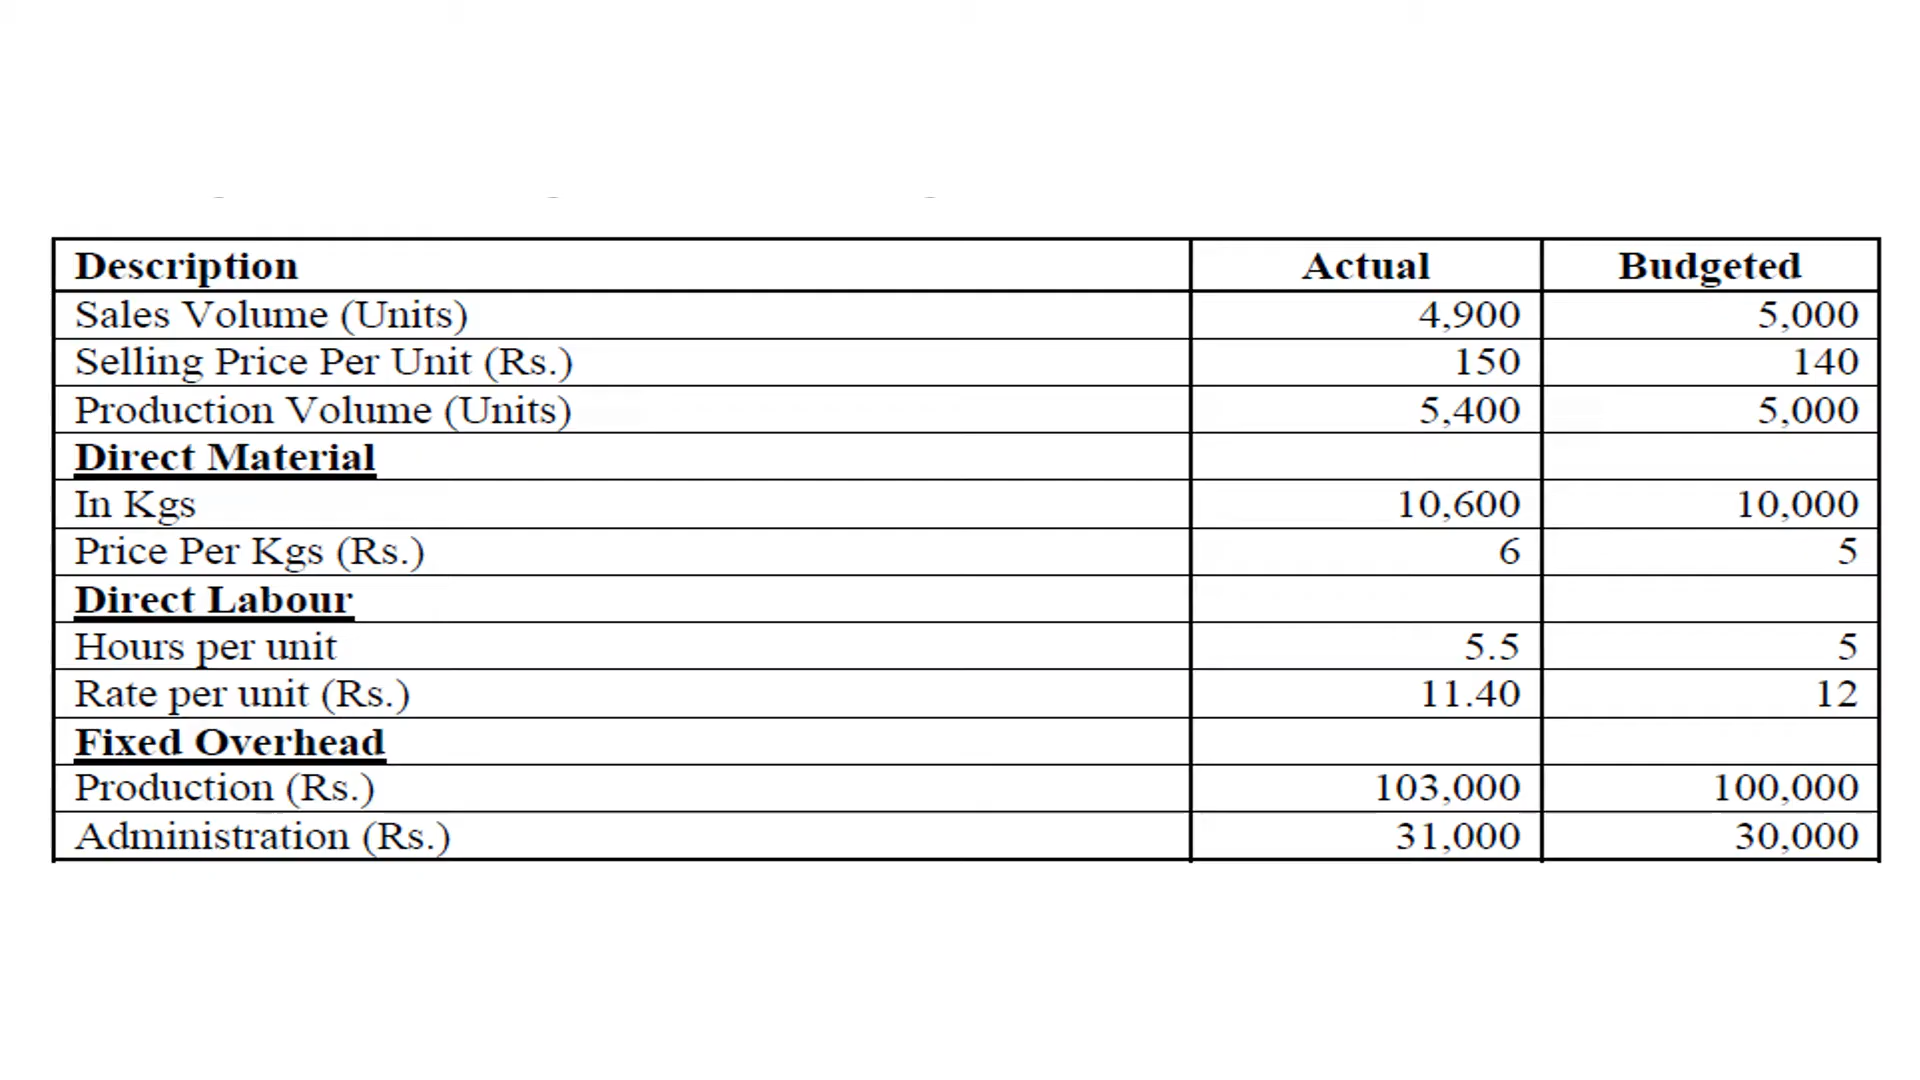 Description Actual Budgeted
Sales Volume (Units) 4,900 5,000
Selling Price Per Unit (Rs.) 150 140
Production Volume (Units) 5,400 5,000
Direct Material
In Kgs 10,600 10,000
Price Per Kgs (Rs.) 6 5
Direct Labour
Hours per unit 5.5 5
Rate per unit (Rs.) 11.40 12
Fixed Overhead
Production (Rs.) 103,000 100,000
Administration (Rs.) 31,000 30,000